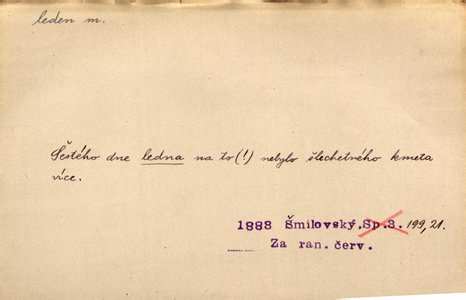 leden m.
Šestého dne ledna na to (!) nebylo šlechetného kmeta
více.
1888 Šmilovský, Sp.3. 199, 21.
Za ran. červ.